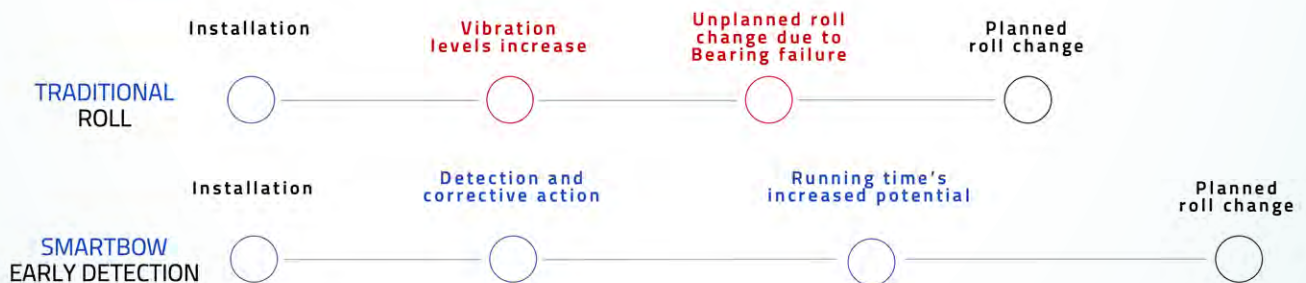 Installation
Vibration
levels increase
Unplanned roll
change due to
Bearing failure
Planned
roll change
TRADITIONAL
ROLL
Installation
Detection and
corrective action
Running time's
increased potential
Planned
roll change
SMARTBOW
EARLY DETECTION